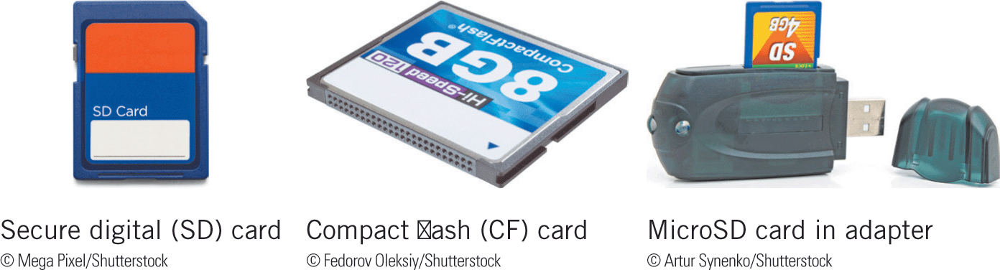 SD Card
8GB
CompactFlash®
Hi-Speed 120
SD
4GB
Secure digital (SD) card
© Mega Pixel/Shutterstock
Compact ☒ash (CF) card
© Fedorov Oleksiy/Shutterstock
MicroSD card in adapter
© Artur Synenko/Shutterstock